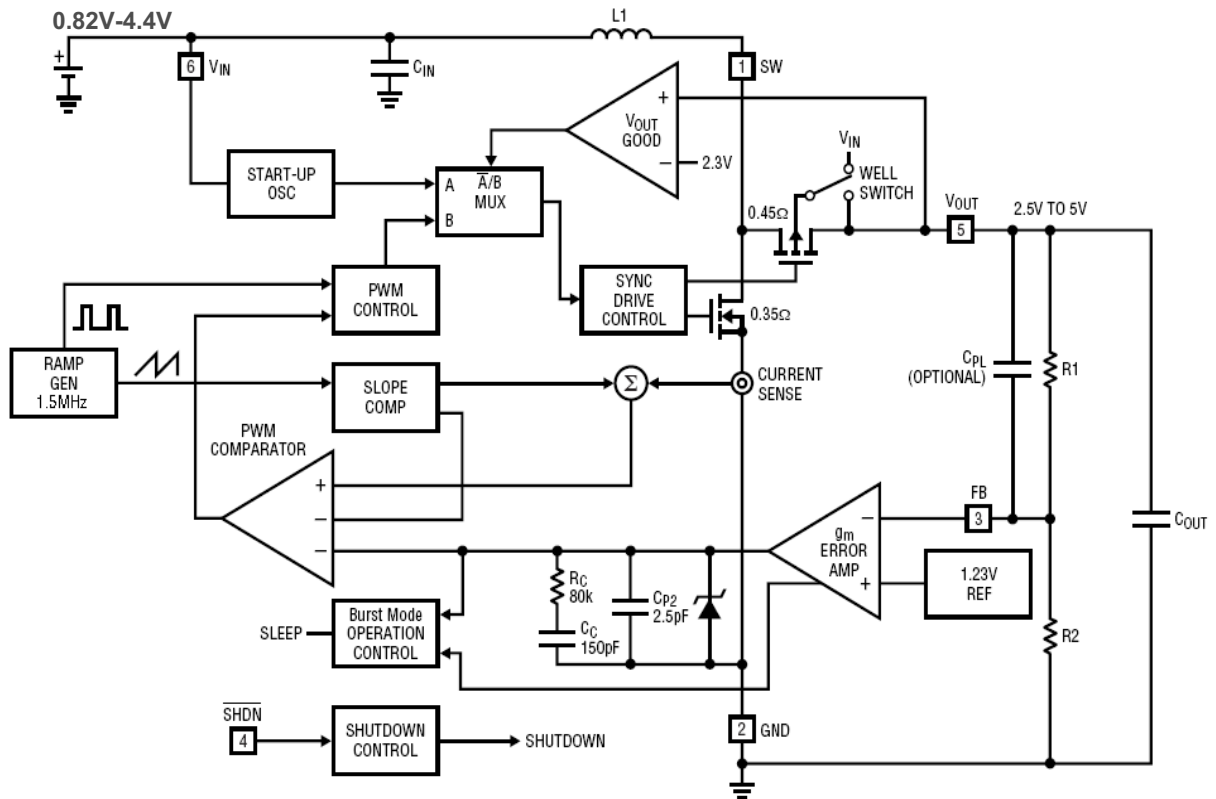 0.82V-4.4V
L1
+
6
VIN
CIN
1
SW
+
VOUT
GOOD
−
2.3V
VIN
WELL
SWITCH
START-UP
OSC
A
B
A̅/B
MUX
0.45Ω
VOUT
5
2.5V TO 5V
PWM
CONTROL
SYNC
DRIVE
CONTROL
0.35Ω
RAMP
GEN
1.5MHz
SLOPE
COMP
Σ
CURRENT
SENSE
CPL
(OPTIONAL)
R1
PWM
COMPARATOR
+
−
−
FB
3
−
gm
ERROR
AMP
+
1.23V
REF
COUT
RC
80k
CC
150pF
CP2
2.5pF
R2
SLEEP
Burst Mode
OPERATION
CONTROL
S̅H̅D̅N̅
4
SHUTDOWN
CONTROL
SHUTDOWN
2
GND